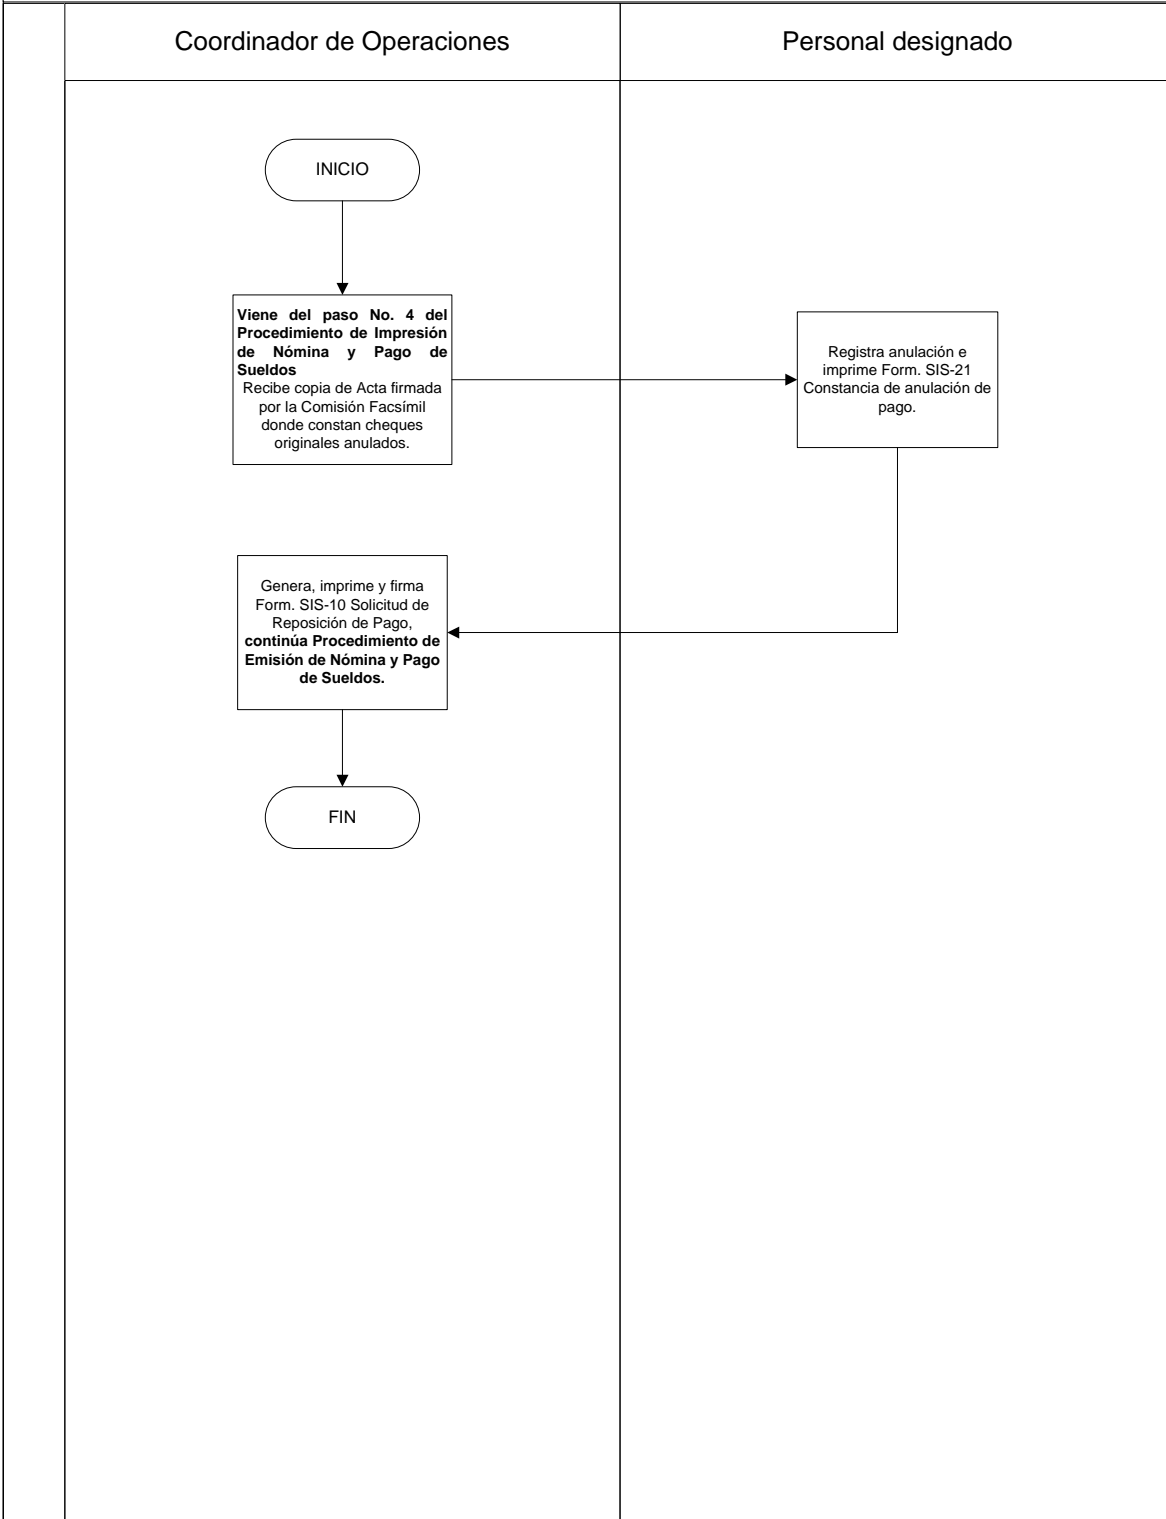 Coordinador de Operaciones
Personal designado
INICIO
Viene del paso No. 4 del
Procedimiento de Impresión
de Nómina y Pago de
Sueldos
Recibe copia de Acta firmada
por la Comisión Facsímil
donde constan cheques
originales anulados.
Registra anulación e
imprime Form. SIS-21
Constancia de anulación de
pago.
Genera, imprime y firma
Form. SIS-10 Solicitud de
Reposición de Pago,
continúa Procedimiento de
Emisión de Nómina y Pago
de Sueldos.
FIN